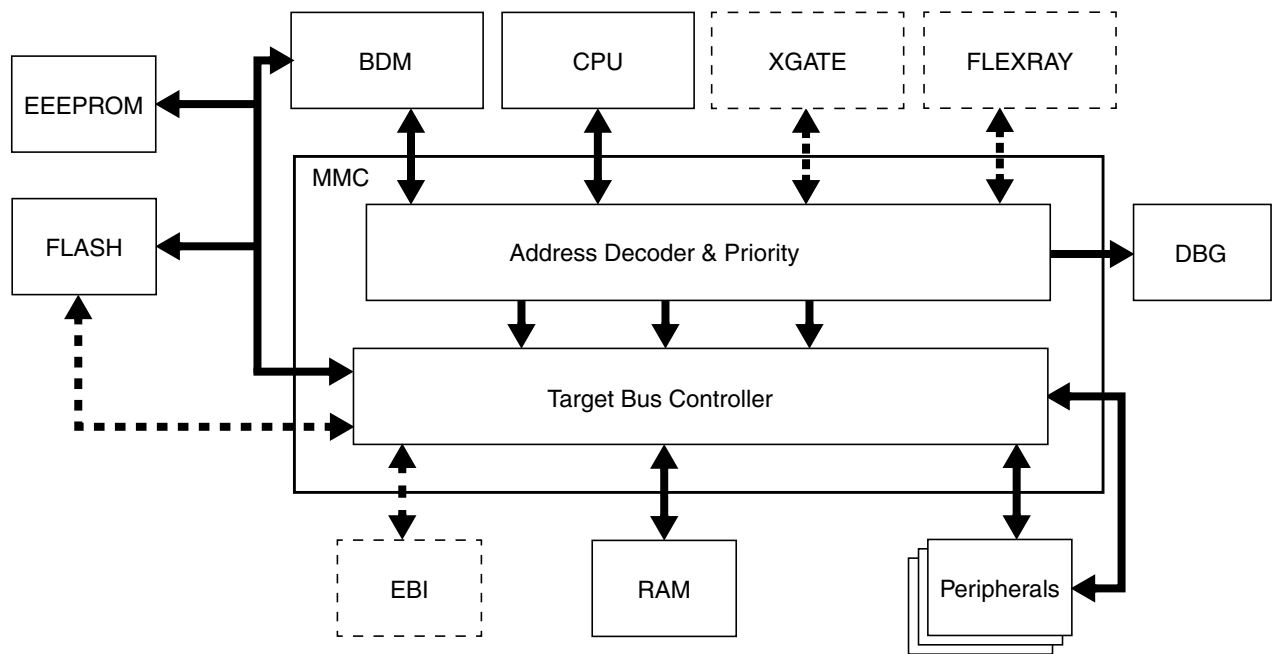 BDM
CPU
XGATE
FLEXRAY
EEEPROM
MMC
FLASH
Address Decoder & Priority
DBG
Target Bus Controller
EBI
RAM
Peripherals